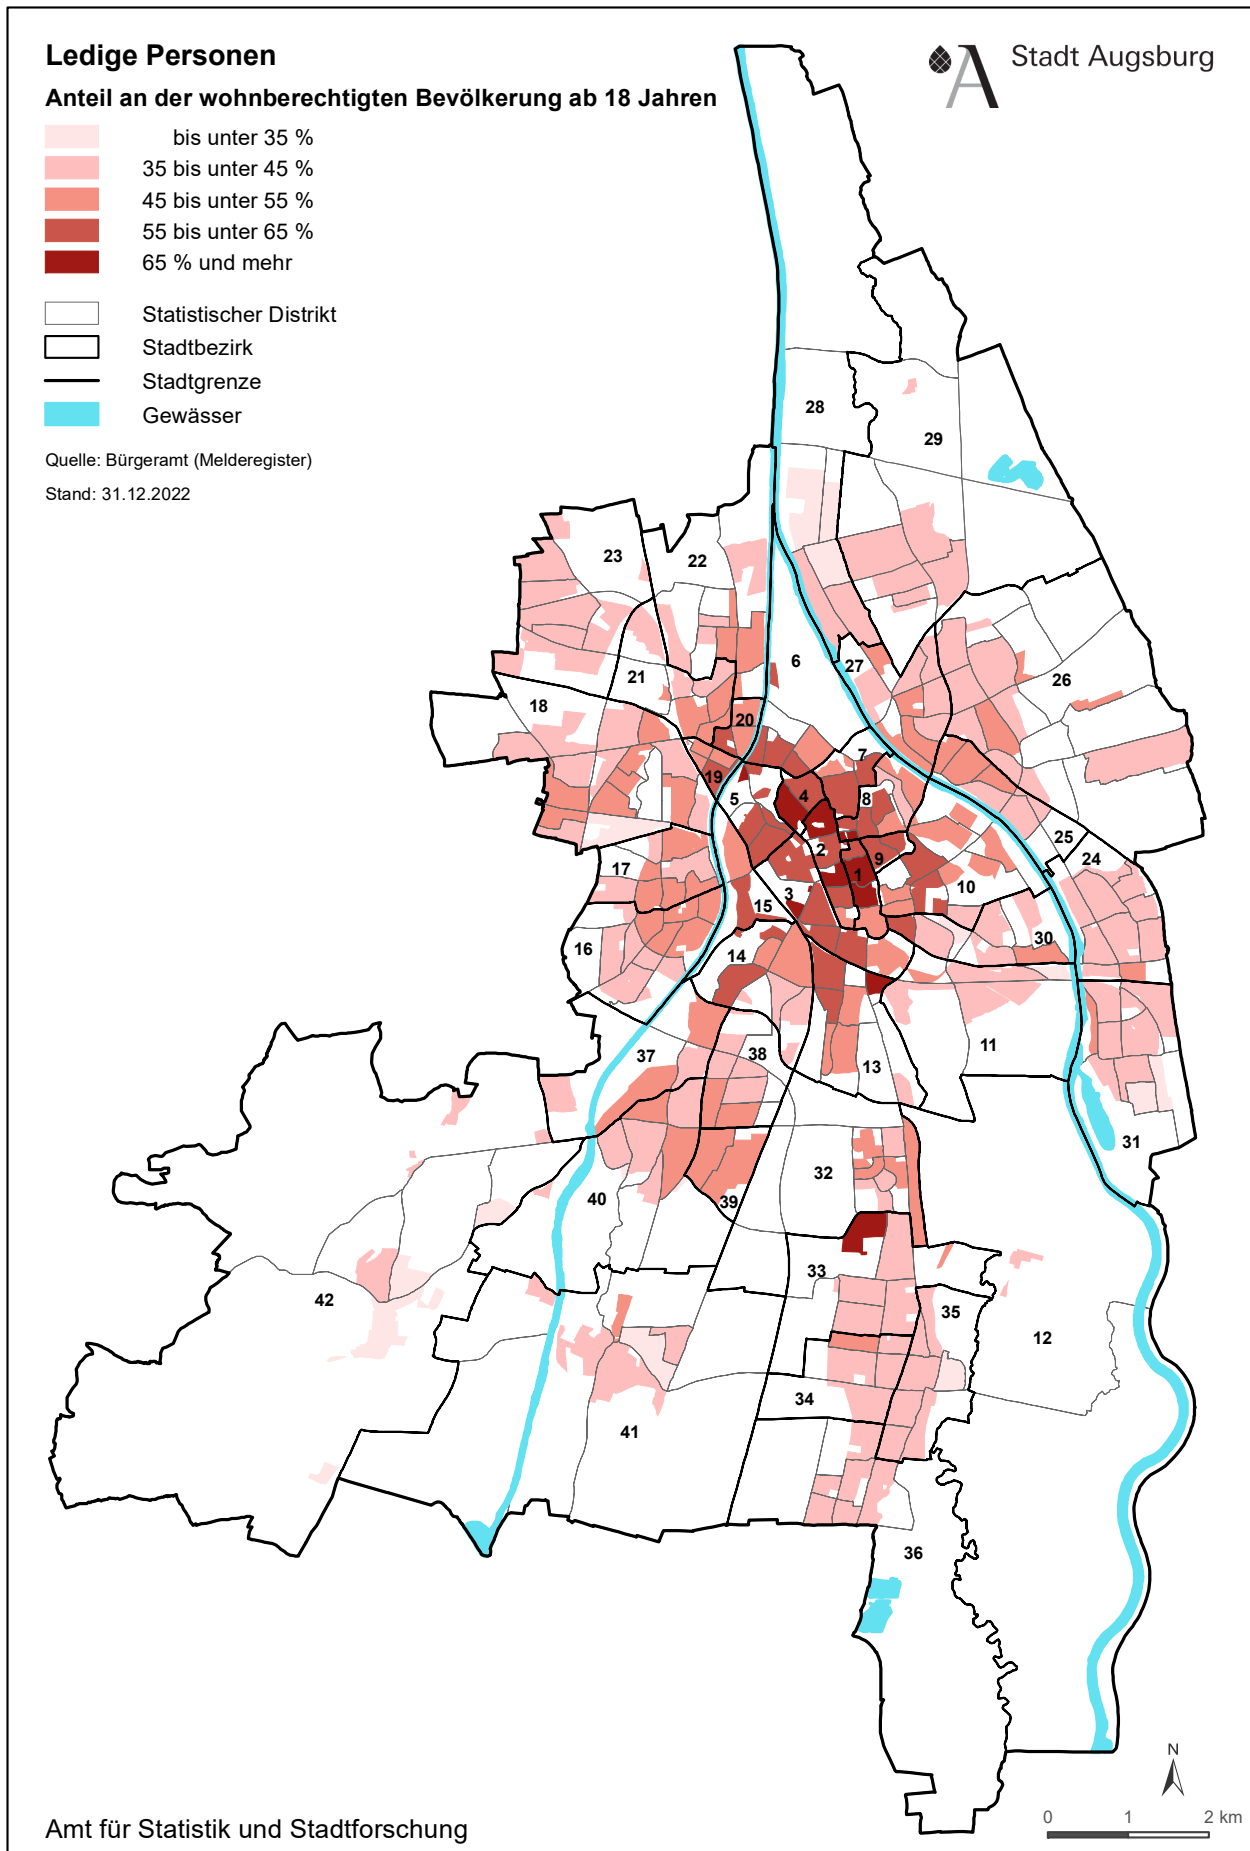 Ledige Personen
Anteil an der wohnberechtigten Bevölkerung ab 18 Jahren
bis unter 35 %
35 bis unter 45 %
45 bis unter 55 %
55 bis unter 65 %
65 % und mehr
Statistischer Distrikt
Stadtbezirk
Stadtgrenze
Gewässer
Quelle: Bürgeramt (Melderegister)
Stand: 31.12.2022
A Stadt Augsburg
28
29
23
22
6
27
21
26
18
20
7
19
5
4
8
2
25
9
24
17
1
10
3
15
30
16
14
11
37
38
13
31
32
40
39
33
42
35
12
34
41
36
N
0 1 2 km
Amt für Statistik und Stadtforschung